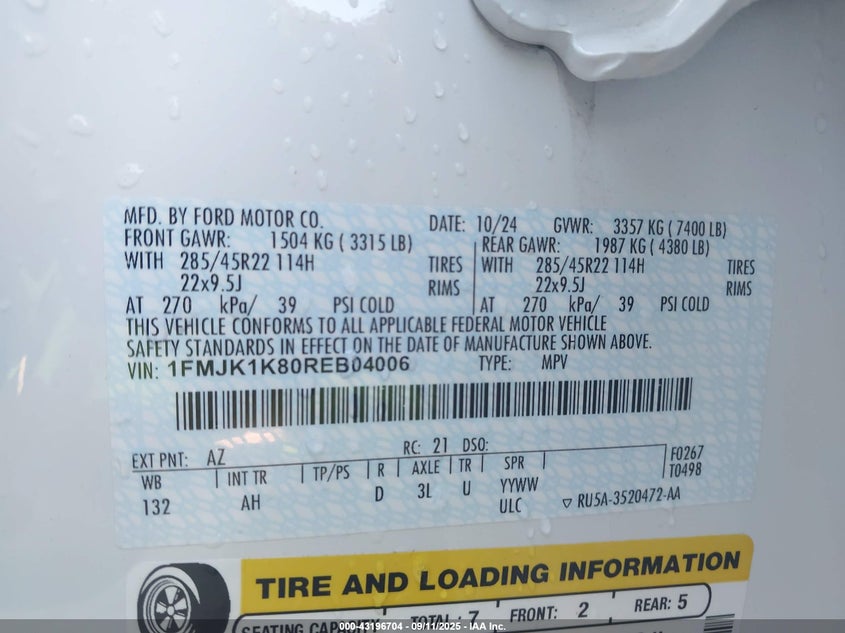 MFD. BY FORD MOTOR CO. DATE: 10/24 GVWR: 3357 KG ( 7400 LB)
FRONT GAWR: 1504 KG ( 3315 LB) REAR GAWR: 1987 KG ( 4380 LB)
WITH 285/45R22 114H TIRES WITH 285/45R22 114H TIRES
22x9.5J RIMS 22x9.5J RIMS
AT 270 kPa/ 39 PSI COLD AT 270 kPa/ 39 PSI COLD
THIS VEHICLE CONFORMS TO ALL APPLICABLE FEDERAL MOTOR VEHICLE
SAFETY STANDARDS IN EFFECT ON THE DATE OF MANUFACTURE SHOWN ABOVE.
VIN: 1FMJK1K80REB04006 TYPE: MPV
EXT PNT: AZ RC: 21 DSO: F0267
WB INT TR TP/PS R AXLE TR SPR T0498
132 AH D 3L U YYWW
ULC ▽ RU5A-3520472-AA
TIRE AND LOADING INFORMATION
SEATING CAPACITY TOTAL : 7 FRONT: 2 REAR: 5
000-43196704 - 09/11/2025 - IAA Inc.